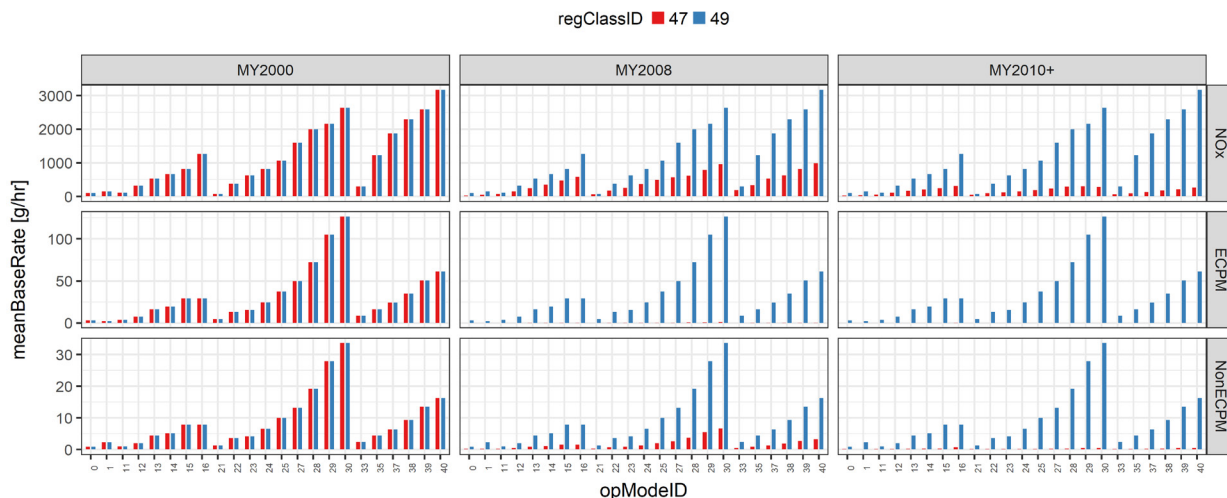 regClassID 47 49
MY2000 MY2008 MY2010+
3000
2000
1000
0
NOx
100
50
0
ECPM
30
20
10
0
NonECPM
meanBaseRate [g/hr]
0 1 11 12 13 14 15 16 21 22 23 24 25 27 28 29 30 33 35 37 38 39 40
0 1 11 12 13 14 15 16 21 22 23 24 25 27 28 29 30 33 35 37 38 39 40
0 1 11 12 13 14 15 16 21 22 23 24 25 27 28 29 30 33 35 37 38 39 40
opModeID